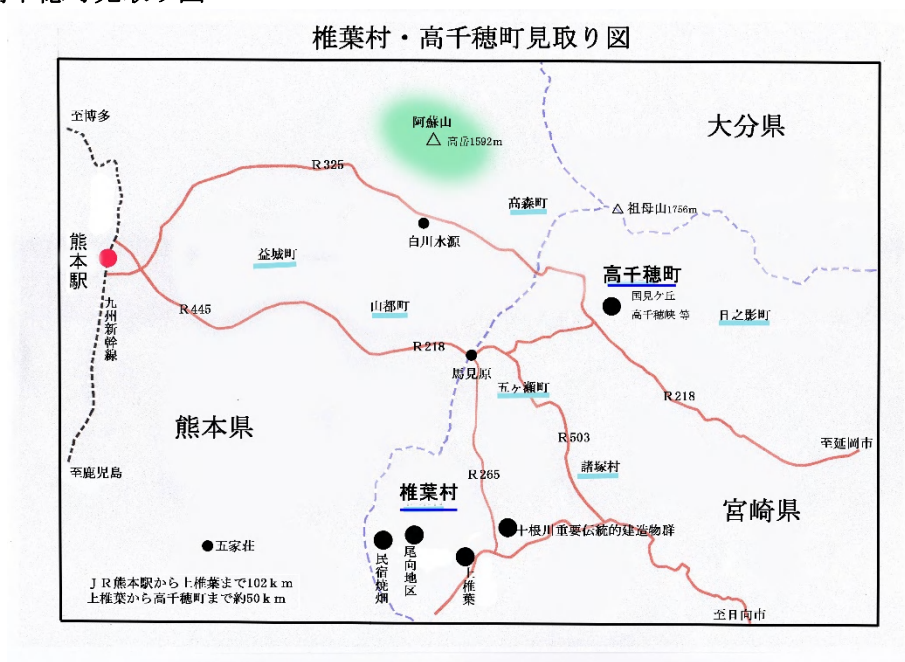 椎葉村・高千穂町見取り図
至博多
阿蘇山
高岳1592m
大分県
R325
高森町
祖母山1756m
白川水源
熊本駅
益城町
高千穂町
国見ケ丘
高千穂峡 等
日之影町
九州新幹線
R445
山都町
R218
馬見原
五ヶ瀬町
R218
熊本県
R503
至延岡市
至鹿児島
R265
諸塚村
椎葉村
宮崎県
十根川重要伝統的建造物群
五家荘
民宿焼畑
尾向地区
上椎葉
JR熊本駅から上椎葉まで102km
上椎葉から高千穂町まで約50km
至日向市